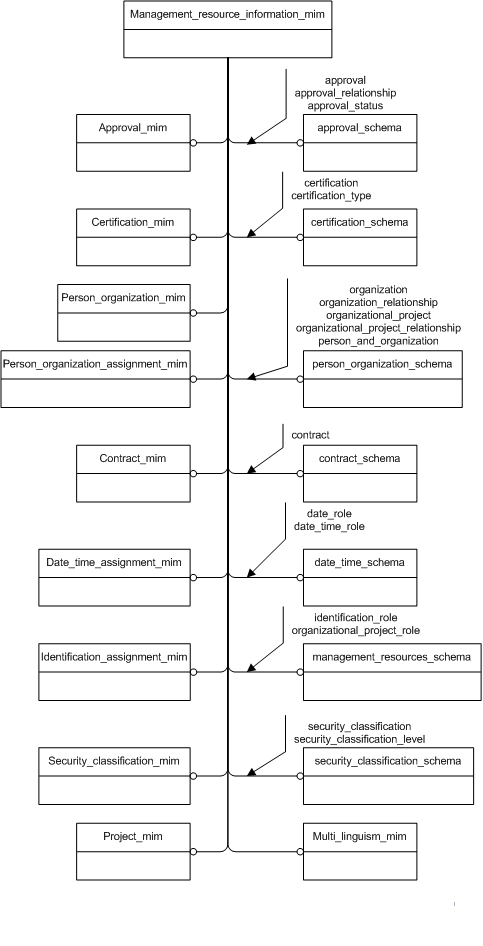 Management_resource_information_mim
approval
approval_relationship
approval_status
Approval_mim
approval_schema
certification
certification_type
Certification_mim
certification_schema
Person_organization_mim
organization
organization_relationship
organizational_project
organizational_project_relationship
person_and_organization
Person_organization_assignment_mim
person_organization_schema
contract
Contract_mim
contract_schema
date_role
date_time_role
Date_time_assignment_mim
date_time_schema
identification_role
organizational_project_role
Identification_assignment_mim
management_resources_schema
security_classification
security_classification_level
Security_classification_mim
security_classification_schema
Project_mim
Multi_linguism_mim